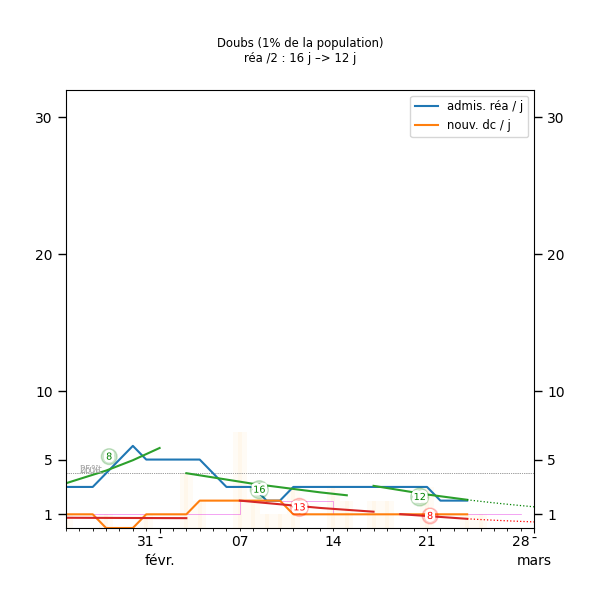 Doubs (1% de la population)
réa /2 : 16 j –> 12 j
admis. réa / j
nouv. dc / j
30 30
20 20
10 10
5 5
1 1
8
16
13
12
8
31 07 14 21 28
févr. mars